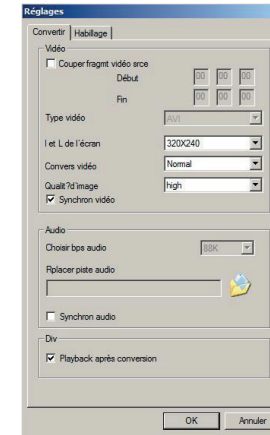 Réglages
Convertir Habillage
Vidéo
Couper fragmt vidéo srce
Début 00 00 00
Fin 00 00 00
Type vidéo AVI
l et L de l'écran 320X240
Convers vidéo Normal
Qualit?d'image high
Synchron vidéo
Audio
Choisir bps audio 88K
Rplacer piste audio
Synchron audio
Div
Playback après conversion
OK Annuler